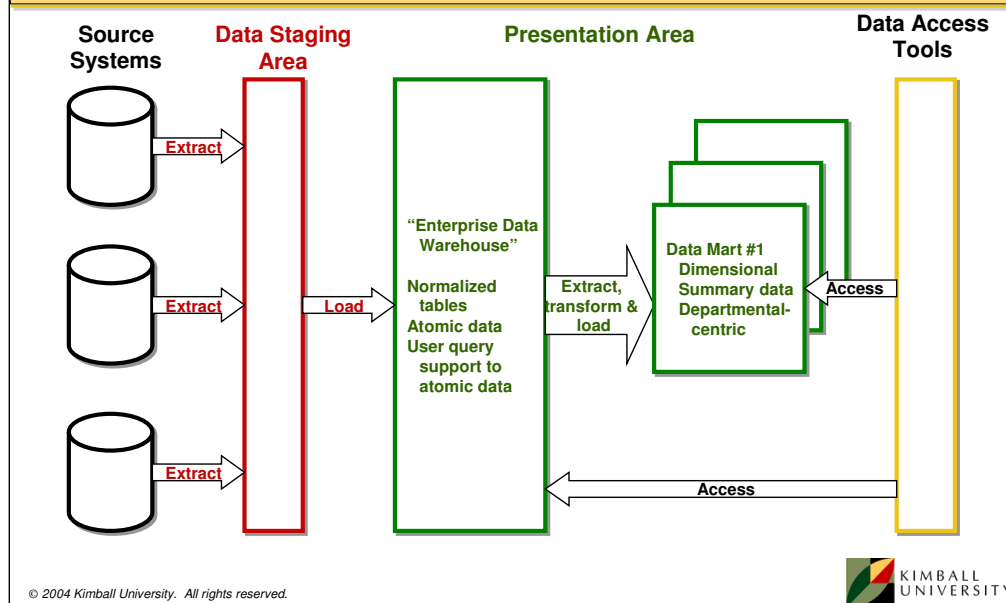 Source
Systems
Data Staging
Area
Presentation Area
Data Access
Tools
Extract
Extract
Extract
Load
“Enterprise Data
Warehouse”
Normalized
tables
Atomic data
User query
support to
atomic data
Extract,
transform &
load
Data Mart #1
Dimensional
Summary data
Departmental-
centric
Access
Access
© 2004 Kimball University. All rights reserved.
KIMBALL
UNIVERSITY